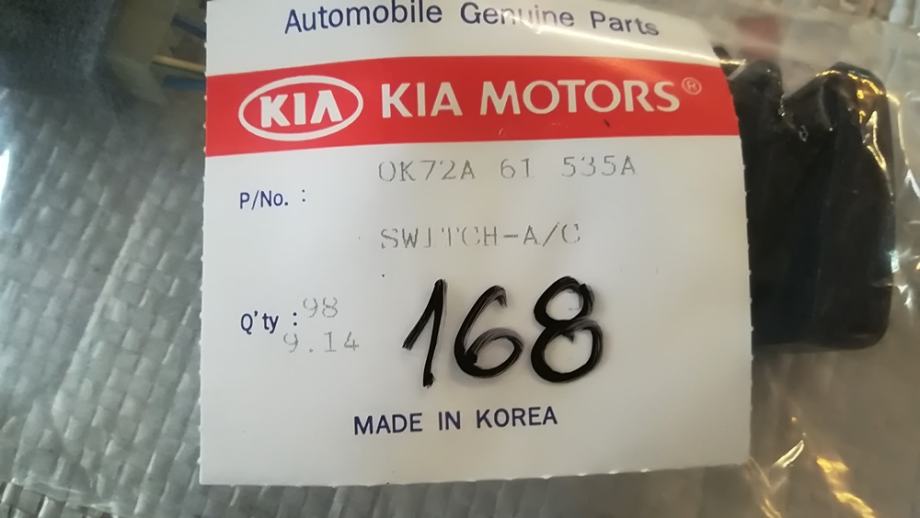 Automobile Genuine Parts
KIA KIA MOTORS®
0K72A 61 535A
P/No. :
SWITCH-A/C
Q'ty : 98
9.14
168
MADE IN KOREA